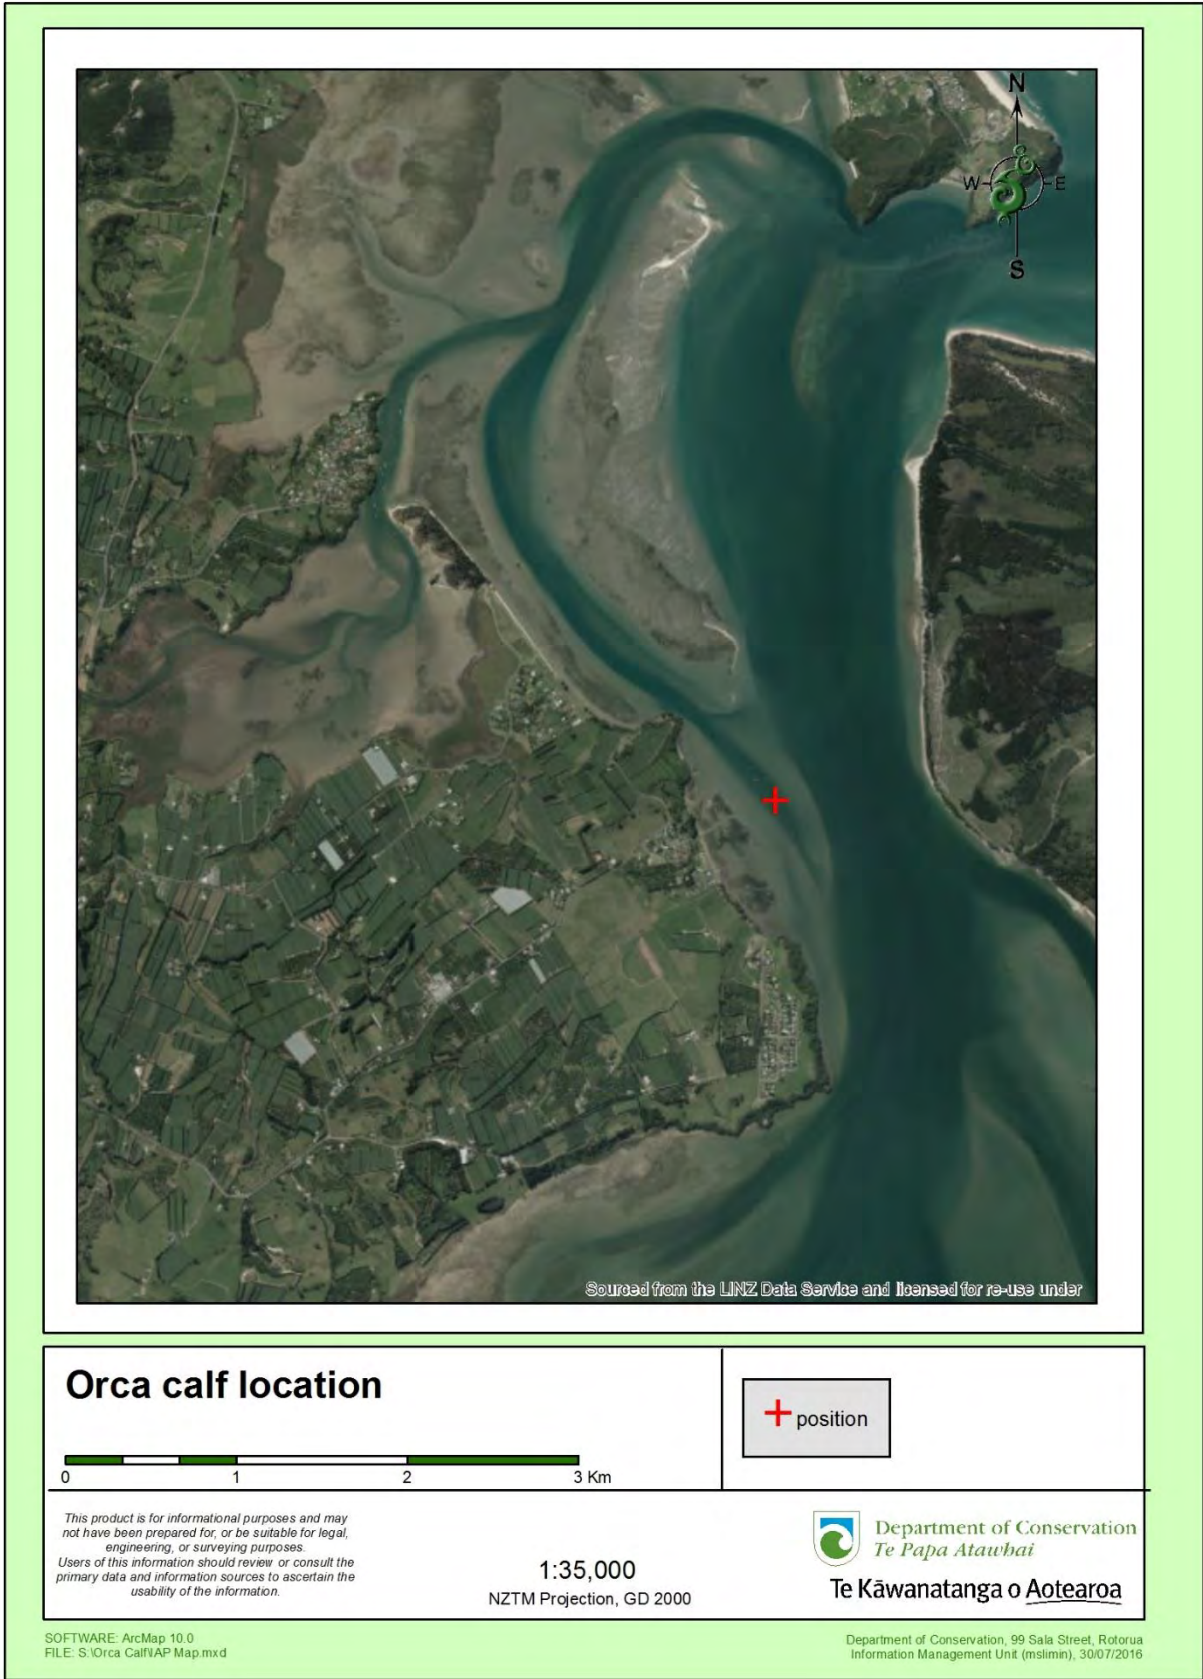 N
W E
S
Sourced from the LINZ Data Service and licensed for re-use under
Orca calf location
0 1 2 3 Km
position
This product is for informational purposes and may
not have been prepared for, or be suitable for legal,
engineering, or surveying purposes.
Users of this information should review or consult the
primary data and information sources to ascertain the
usability of the information.
1:35,000
NZTM Projection, GD 2000
Department of Conservation
Te Papa Atawhai
Te Kāwanatanga o Aotearoa
SOFTWARE: ArcMap 10.0
FILE: S:\Orca Calf\IAP Map.mxd
Department of Conservation, 99 Sala Street, Rotorua
Information Management Unit (mslimin), 30/07/2016